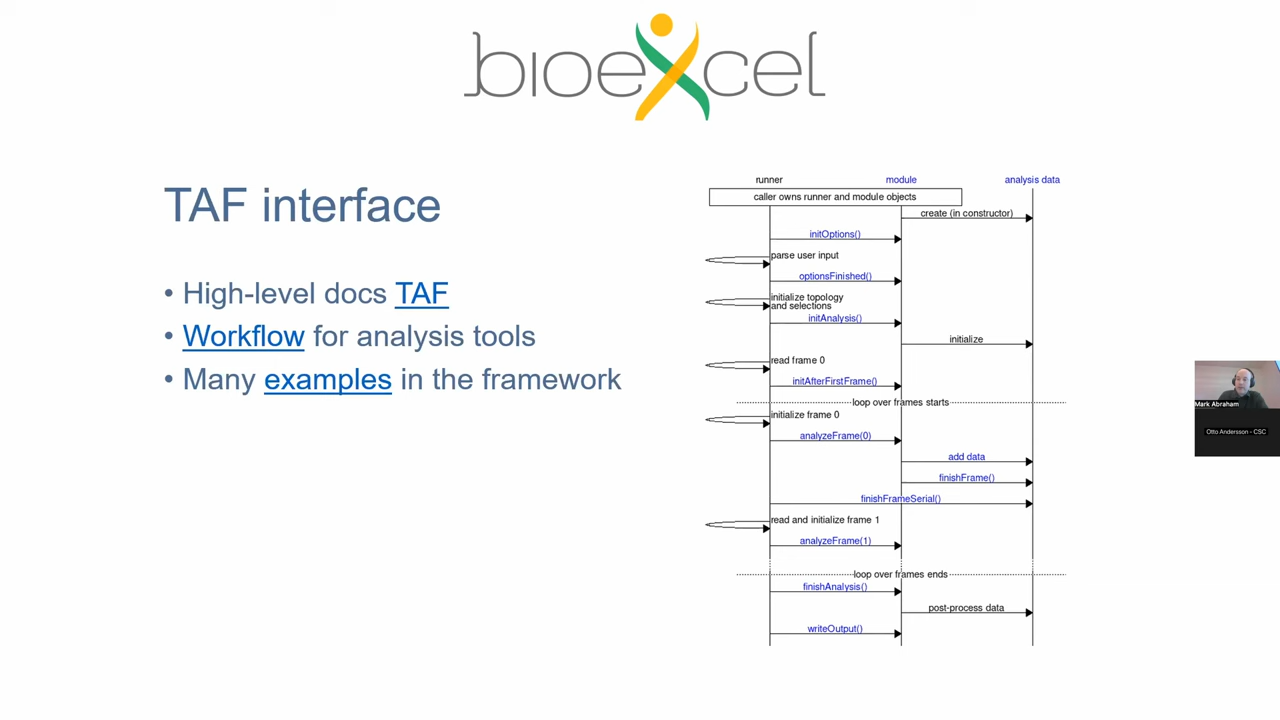 bioexcel
TAF interface
• High-level docs TAF
• Workflow for analysis tools
• Many examples in the framework
runner
module
analysis data
caller owns runner and module objects
create (in constructor)
initOptions()
parse user input
optionsFinished()
initialize topology
and selections
initAnalysis()
initialize
read frame 0
initAfterFirstFrame()
loop over frames starts
initialize frame 0
analyzeFrame(0)
add data
finishFrame()
finishFrameSerial()
read and initialize frame 1
analyzeFrame(1)
loop over frames ends
finishAnalysis()
post-process data
writeOutput()
Mark Abraham
Otto Andersson - CSC